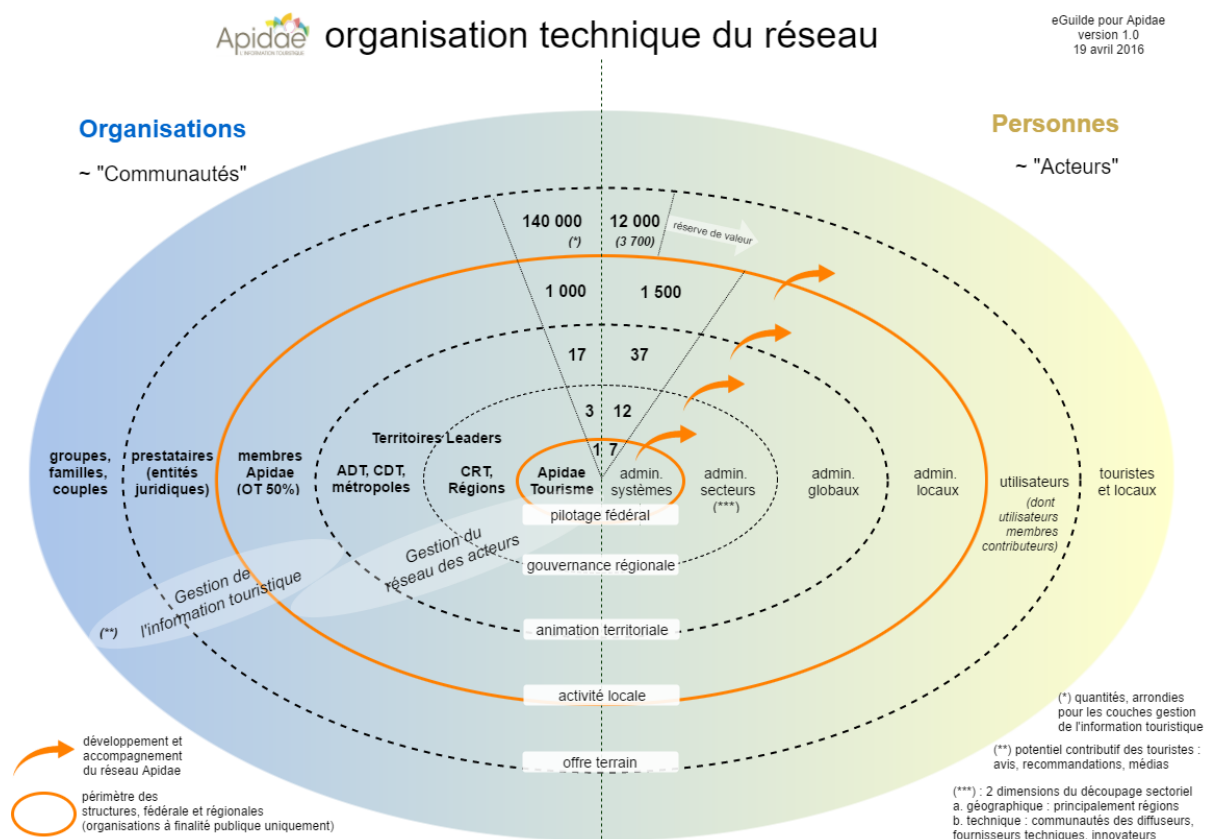 Apidae
L'INFORMATION TOURISTIQUE
organisation technique du réseau
eGuilde pour Apidae
version 1.0
19 avril 2016
Organisations
~ "Communautés"
Personnes
~ "Acteurs"
140 000
(*)
12 000
(3 700)
réserve de valeur
1 000
1 500
17
37
3
12
1
7
Territoires Leaders
groupes,
familles,
couples
prestataires
(entités
juridiques)
membres
Apidae
(OT 50%)
ADT, CDT,
métropoles
CRT,
Régions
Apidae
Tourisme
admin.
systèmes
admin.
secteurs
(***)
admin.
globaux
admin.
locaux
utilisateurs
(dont
utilisateurs
membres
contributeurs)
touristes
et locaux
pilotage fédéral
gouvernance régionale
animation territoriale
activité locale
offre terrain
Gestion du
réseau des acteurs
Gestion de
l'information touristique
(**)
développement et
accompagnement
du réseau Apidae
périmètre des
structures, fédérale et régionales
(organisations à finalité publique uniquement)
(*) quantités, arrondies
pour les couches gestion
de l'information touristique
(**) potentiel contributif des touristes :
avis, recommandations, médias
(***) : 2 dimensions du découpage sectoriel
a. géographique : principalement régions
b. technique : communautés des diffuseurs,
fournisseurs techniques, innovateurs